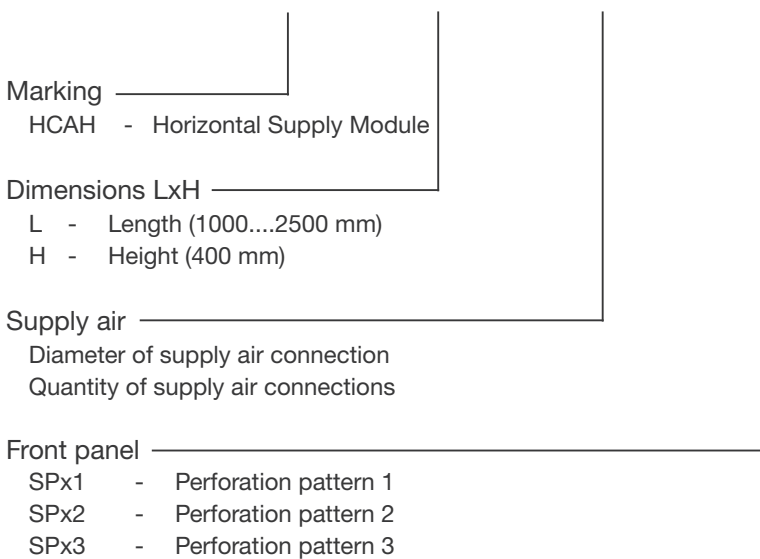 Marking
HCAH - Horizontal Supply Module
Dimensions LxH
L - Length (1000....2500 mm)
H - Height (400 mm)
Supply air
Diameter of supply air connection
Quantity of supply air connections
Front panel
SPx1 - Perforation pattern 1
SPx2 - Perforation pattern 2
SPx3 - Perforation pattern 3